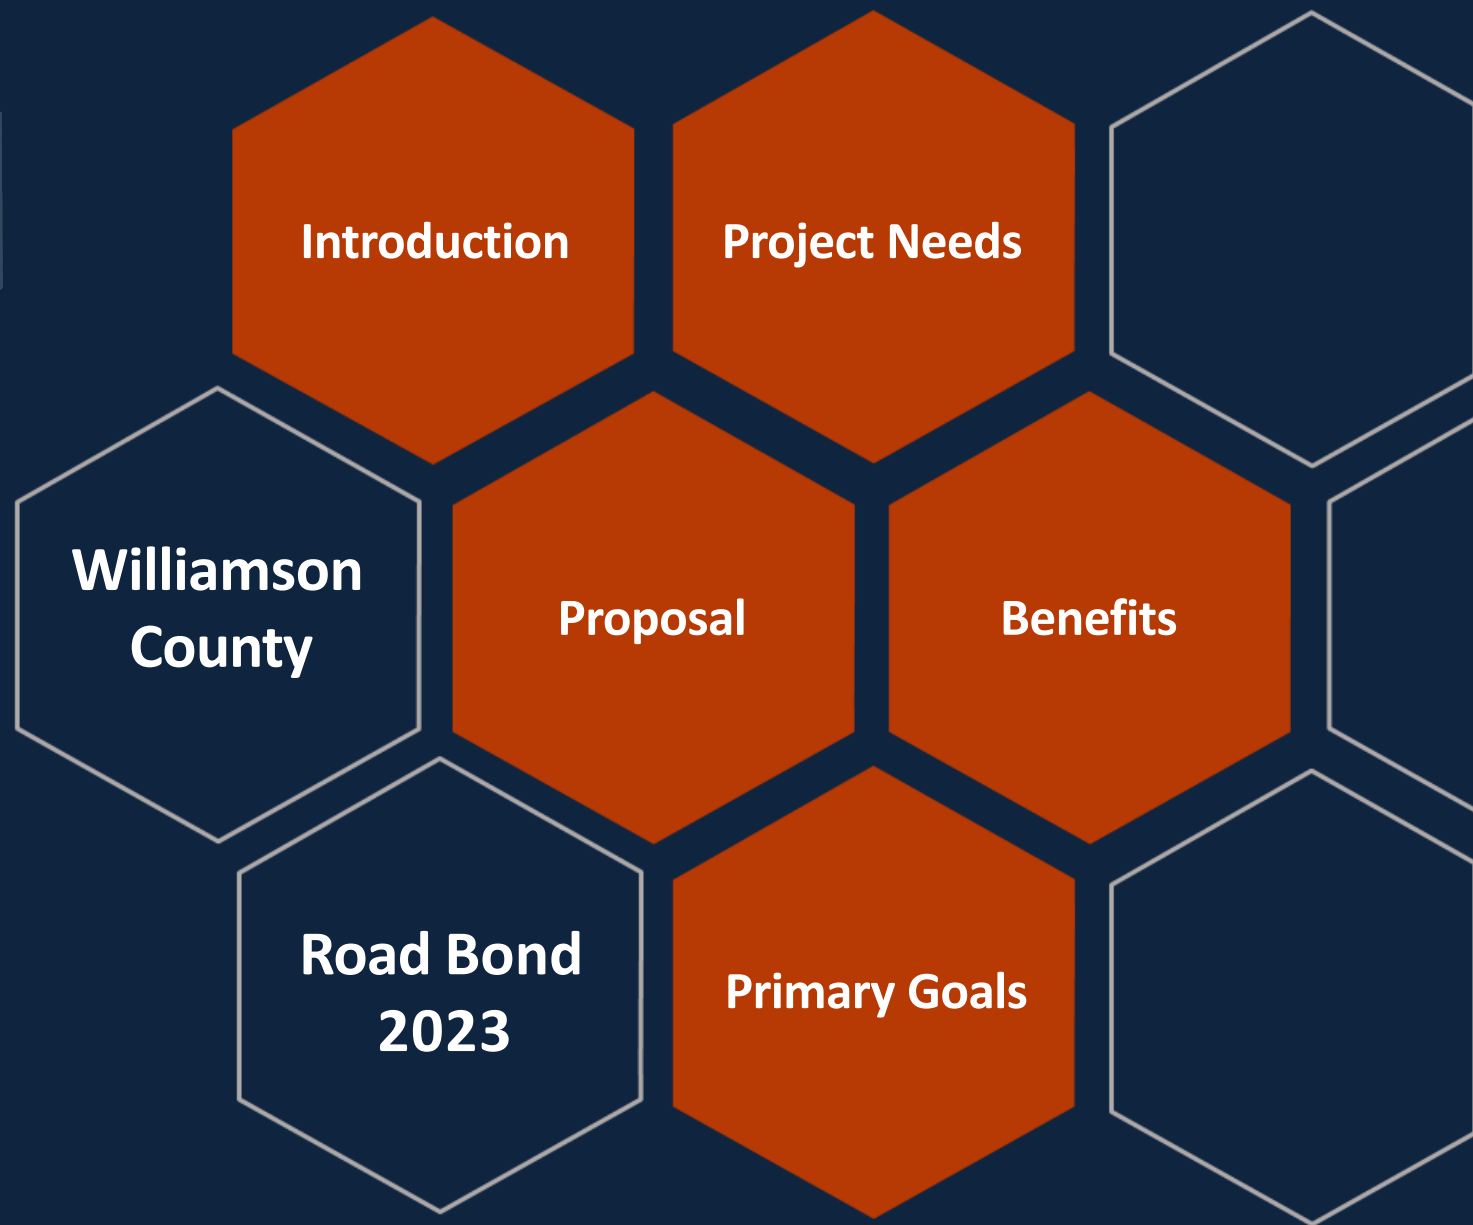 Introduction
Project Needs
Williamson
County
Proposal
Benefits
Road Bond
2023
Primary Goals